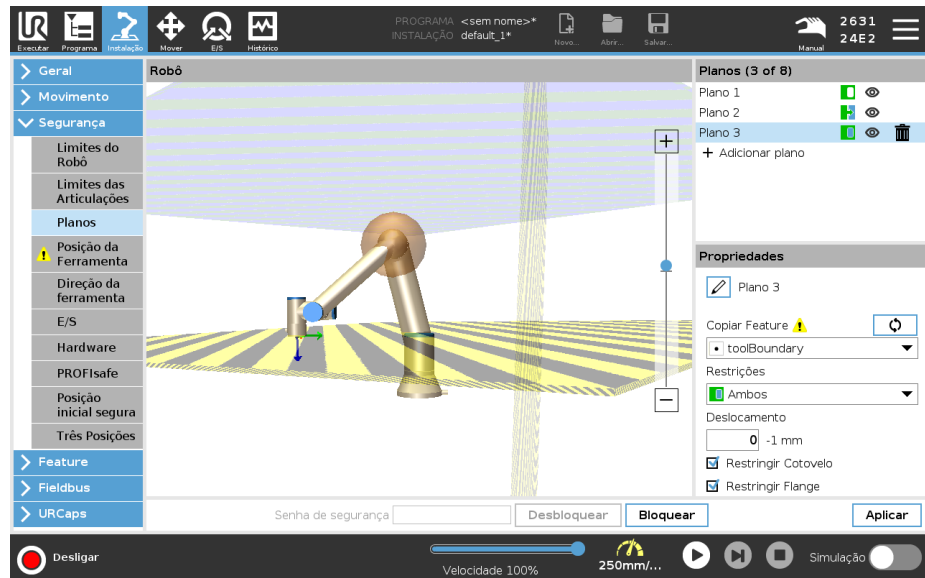 UR
Executar
Programa
Instalação
Mover
E/S
Histórico
PROGRAMA <sem nome>*
INSTALAÇÃO default_1*
Novo...
Abrir...
Salvar...
Manual
2631
24E2
Geral
Movimento
Segurança
Limites do
Robô
Limites das
Articulações
Planos
Posição da
Ferramenta
Direção da
ferramenta
E/S
Hardware
PROFIsafe
Posição
inicial segura
Três Posições
Feature
Fieldbus
URCaps
Robô
Planos (3 of 8)
Plano 1
Plano 2
Plano 3
+ Adicionar plano
Propriedades
Plano 3
Copiar Feature
toolBoundary
Restrições
Ambos
Deslocamento
0 -1 mm
Restringir Cotovelo
Restringir Flange
Senha de segurança
Desbloquear
Bloquear
Aplicar
Desligar
Velocidade 100%
250mm/...
Simulação